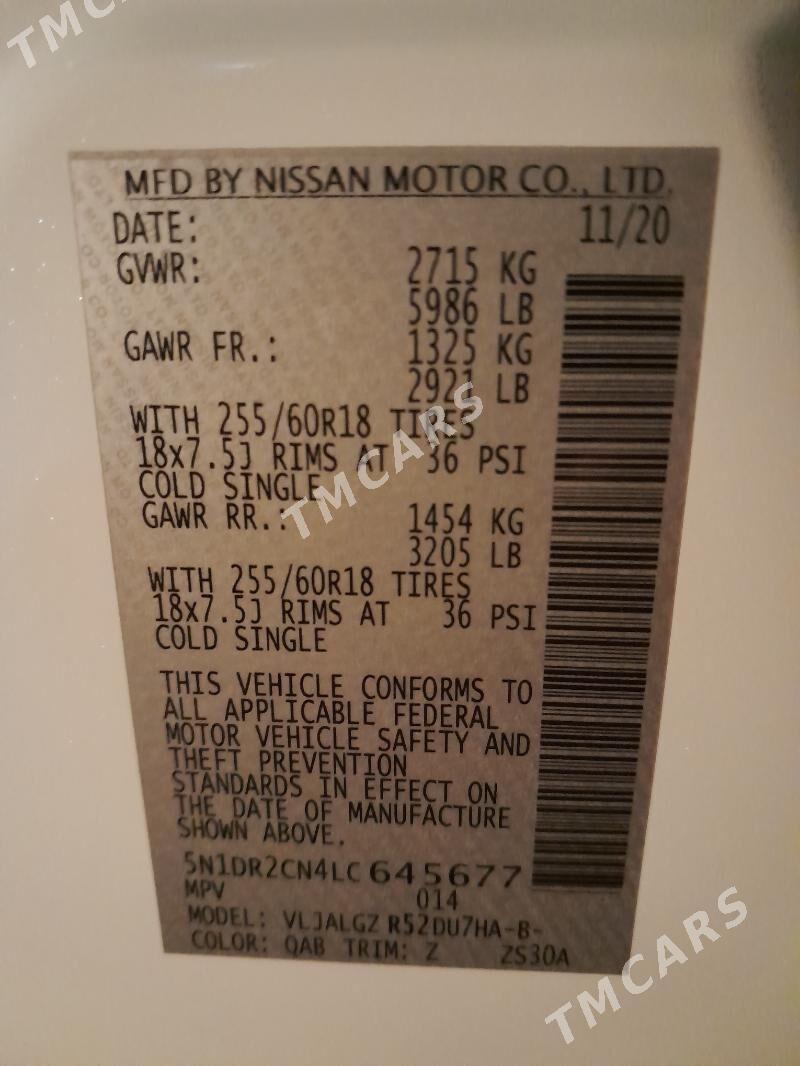 TMCARS
MFD BY NISSAN MOTOR CO., LTD.
DATE: 11/20
GVWR: 2715 KG
5986 LB
GAWR FR.: 1325 KG
2921 LB
WITH 255/60R18 TIRES
18x7.5J RIMS AT 36 PSI
COLD SINGLE
GAWR RR.: 1454 KG
3205 LB
WITH 255/60R18 TIRES
18x7.5J RIMS AT 36 PSI
COLD SINGLE
TMCARS
THIS VEHICLE CONFORMS TO
ALL APPLICABLE FEDERAL
MOTOR VEHICLE SAFETY AND
THEFT PREVENTION
STANDARDS IN EFFECT ON
THE DATE OF MANUFACTURE
SHOWN ABOVE.
5N1DR2CN4LC645677
MPV 014
MODEL: VLJALGZ R52DU7HA-B-
COLOR: QAB TRIM: Z ZS30A
TMCARS